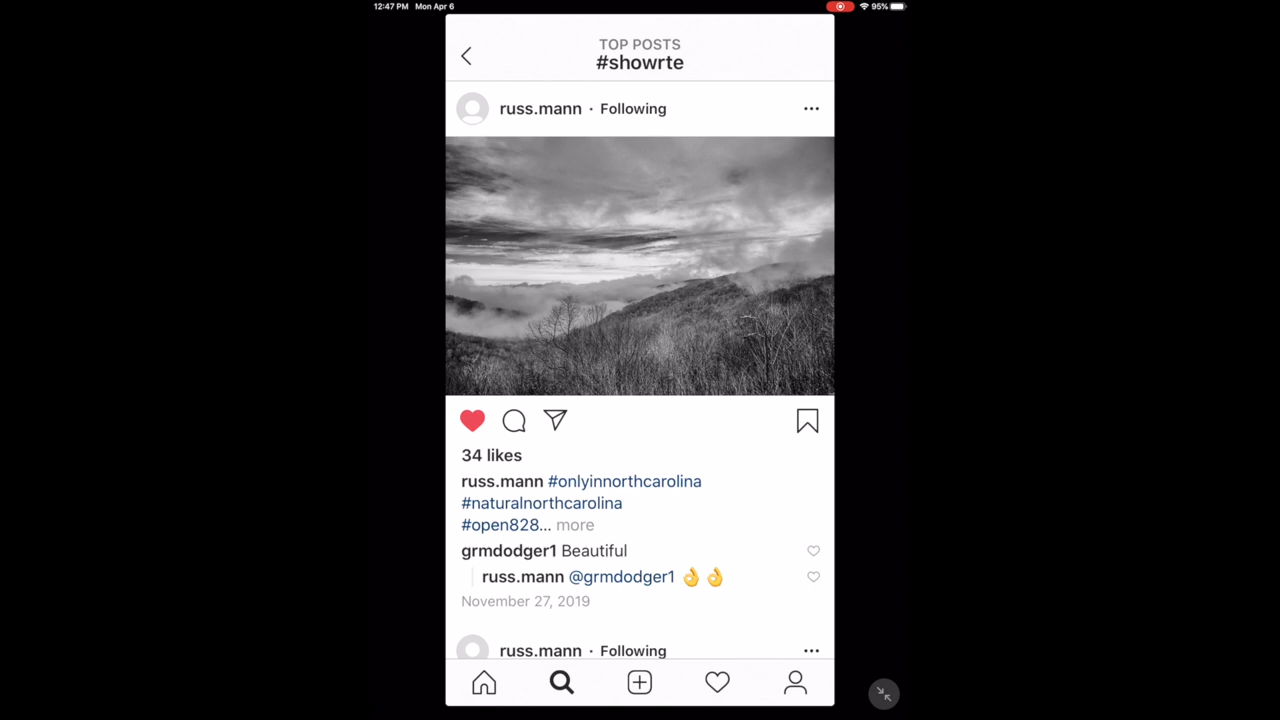 12:47 PM Mon Apr 6
95%
TOP POSTS
#showrte
russ.mann · Following
34 likes
russ.mann #onlyinnorthcarolina
#naturalnorthcarolina
#open828... more
grmdodger1 Beautiful
russ.mann @grmdodger1 👌👌
November 27, 2019
russ.mann · Following